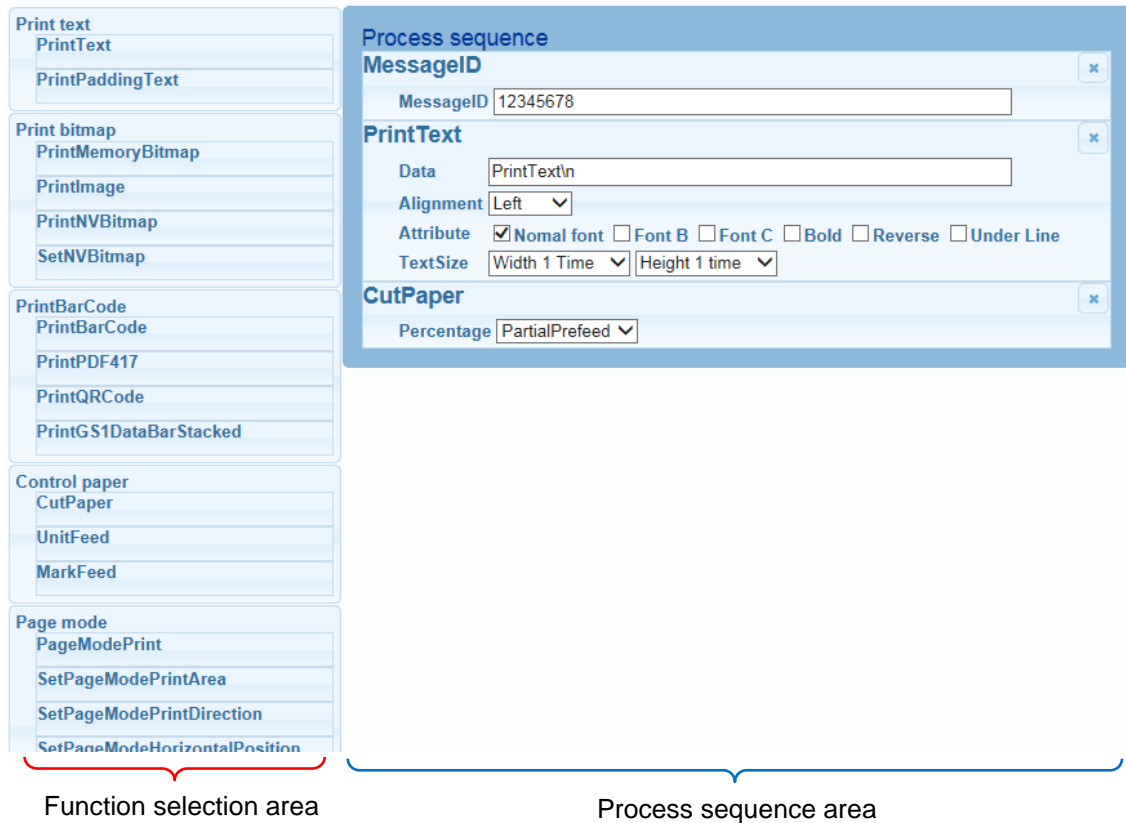 Print text
PrintText
PrintPaddingText
Print bitmap
PrintMemoryBitmap
PrintImage
PrintNVBitmap
SetNVBitmap
PrintBarCode
PrintBarCode
PrintPDF417
PrintQRCode
PrintGS1DataBarStacked
Control paper
CutPaper
UnitFeed
MarkFeed
Page mode
PageModePrint
SetPageModePrintArea
SetPageModePrintDirection
SetPageModeHorizontalPosition
Function selection area
Process sequence
MessageID
MessageID 12345678
PrintText
Data PrintText\n
Alignment Left
Attribute Nomal font Font B Font C Bold Reverse Under Line
TextSize Width 1 Time Height 1 time
CutPaper
Percentage PartialPrefeed
Process sequence area